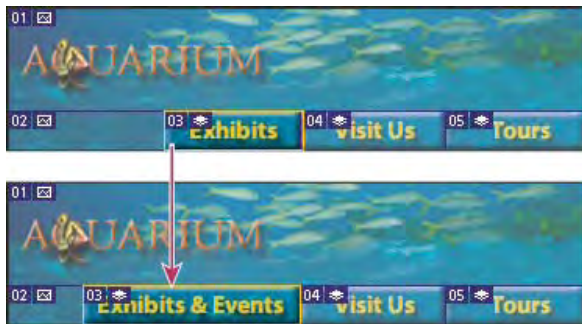 01
AQUARIUM
02 03 Exhibits 04 Visit Us 05 Tours
01
AQUARIUM
02 03 Exhibits & Events 04 Visit Us 05 Tours